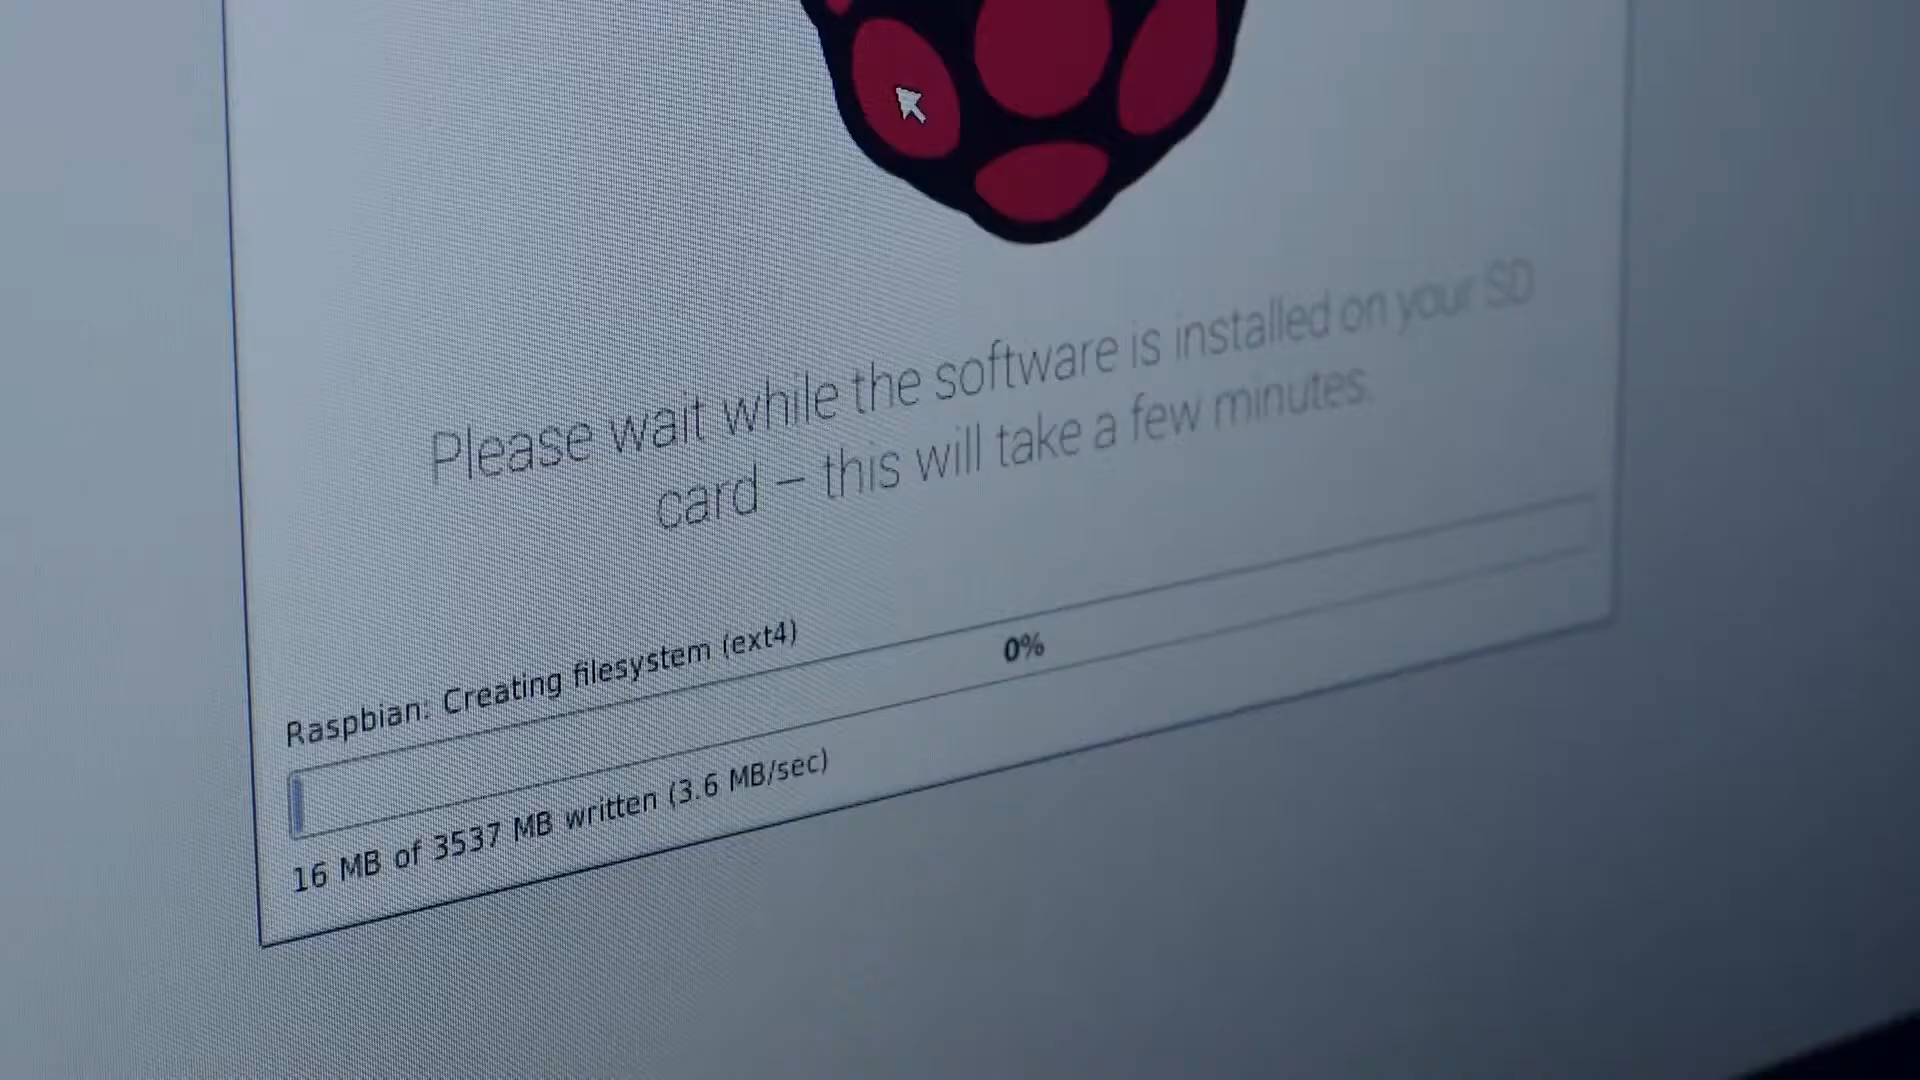 Please wait while the software is installed on your SD
card – this will take a few minutes.
Raspbian: Creating filesystem (ext4)
0%
16 MB of 3537 MB written (3.6 MB/sec)